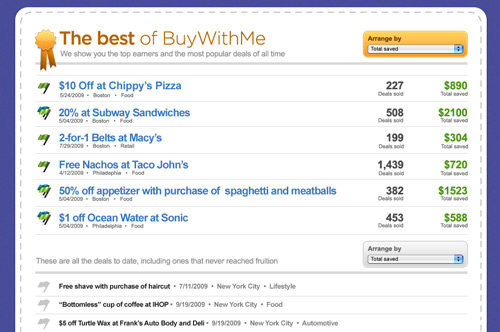 The best of BuyWithMe
We show you the top earners and the most popular deals of all time
Arrange by
Total saved
$10 Off at Chippy's Pizza
5/24/2009 • Boston • Food
227
Deals sold
$890
Total saved
20% at Subway Sandwiches
5/04/2009 • Boston • Food
508
Deals sold
$2100
Total saved
2-for-1 Belts at Macy's
7/29/2009 • Boston • Retail
199
Deals sold
$304
Total saved
Free Nachos at Taco John's
4/12/2009 • Philadephia • Food
1,439
Deals sold
$720
Total saved
50% off appetizer with purchase of spaghetti and meatballs
5/04/2009 • Boston • Food
382
Deals sold
$1523
Total saved
$1 off Ocean Water at Sonic
5/04/2009 • Philadelphia • Food
453
Deals sold
$588
Total saved
These are all the deals to date, including ones that never reached fruition
Arrange by
Total saved
Free shave with purchase of haircut • 7/11/2009 • New York City • Lifestyle
"Bottomless" cup of coffee at IHOP • 9/19/2009 • New York City • Food
$5 off Turtle Wax at Frank's Auto Body and Deli • 9/19/2009 • New York City • Automotive